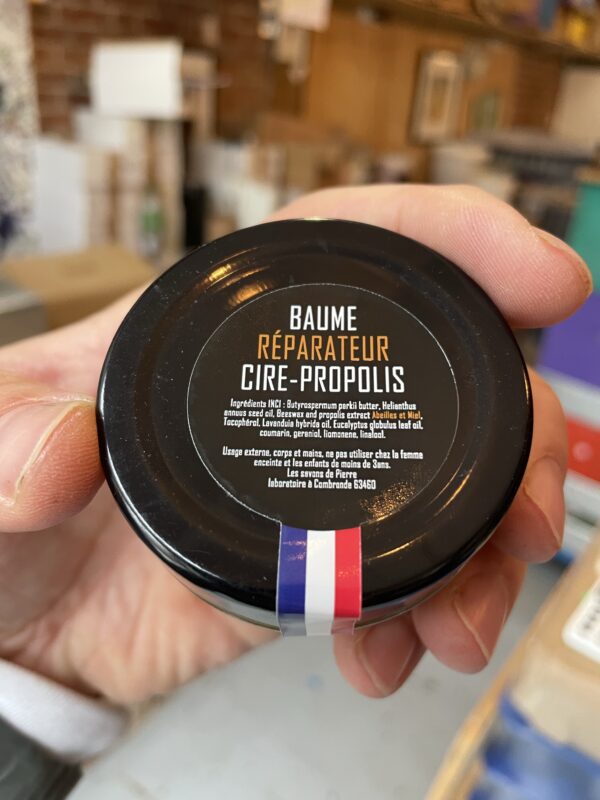 BAUME
RÉPARATEUR
CIRE-PROPOLIS
Ingrédients INCI : Butyrospermum parkii butter, Helianthus
annuus seed oil, Beeswax and propolis extract Abeilles et Miel,
Tocophérol, Lavandula hybrida oil, Eucalyptus globulus leaf oil,
coumarin, geraniol, liomonene, linalool.
Usage externe, corps et mains, ne pas utiliser chez la femme
enceinte et les enfants de moins de 3ans.
Les savons de Pierre
laboratoire à Combronde 63460